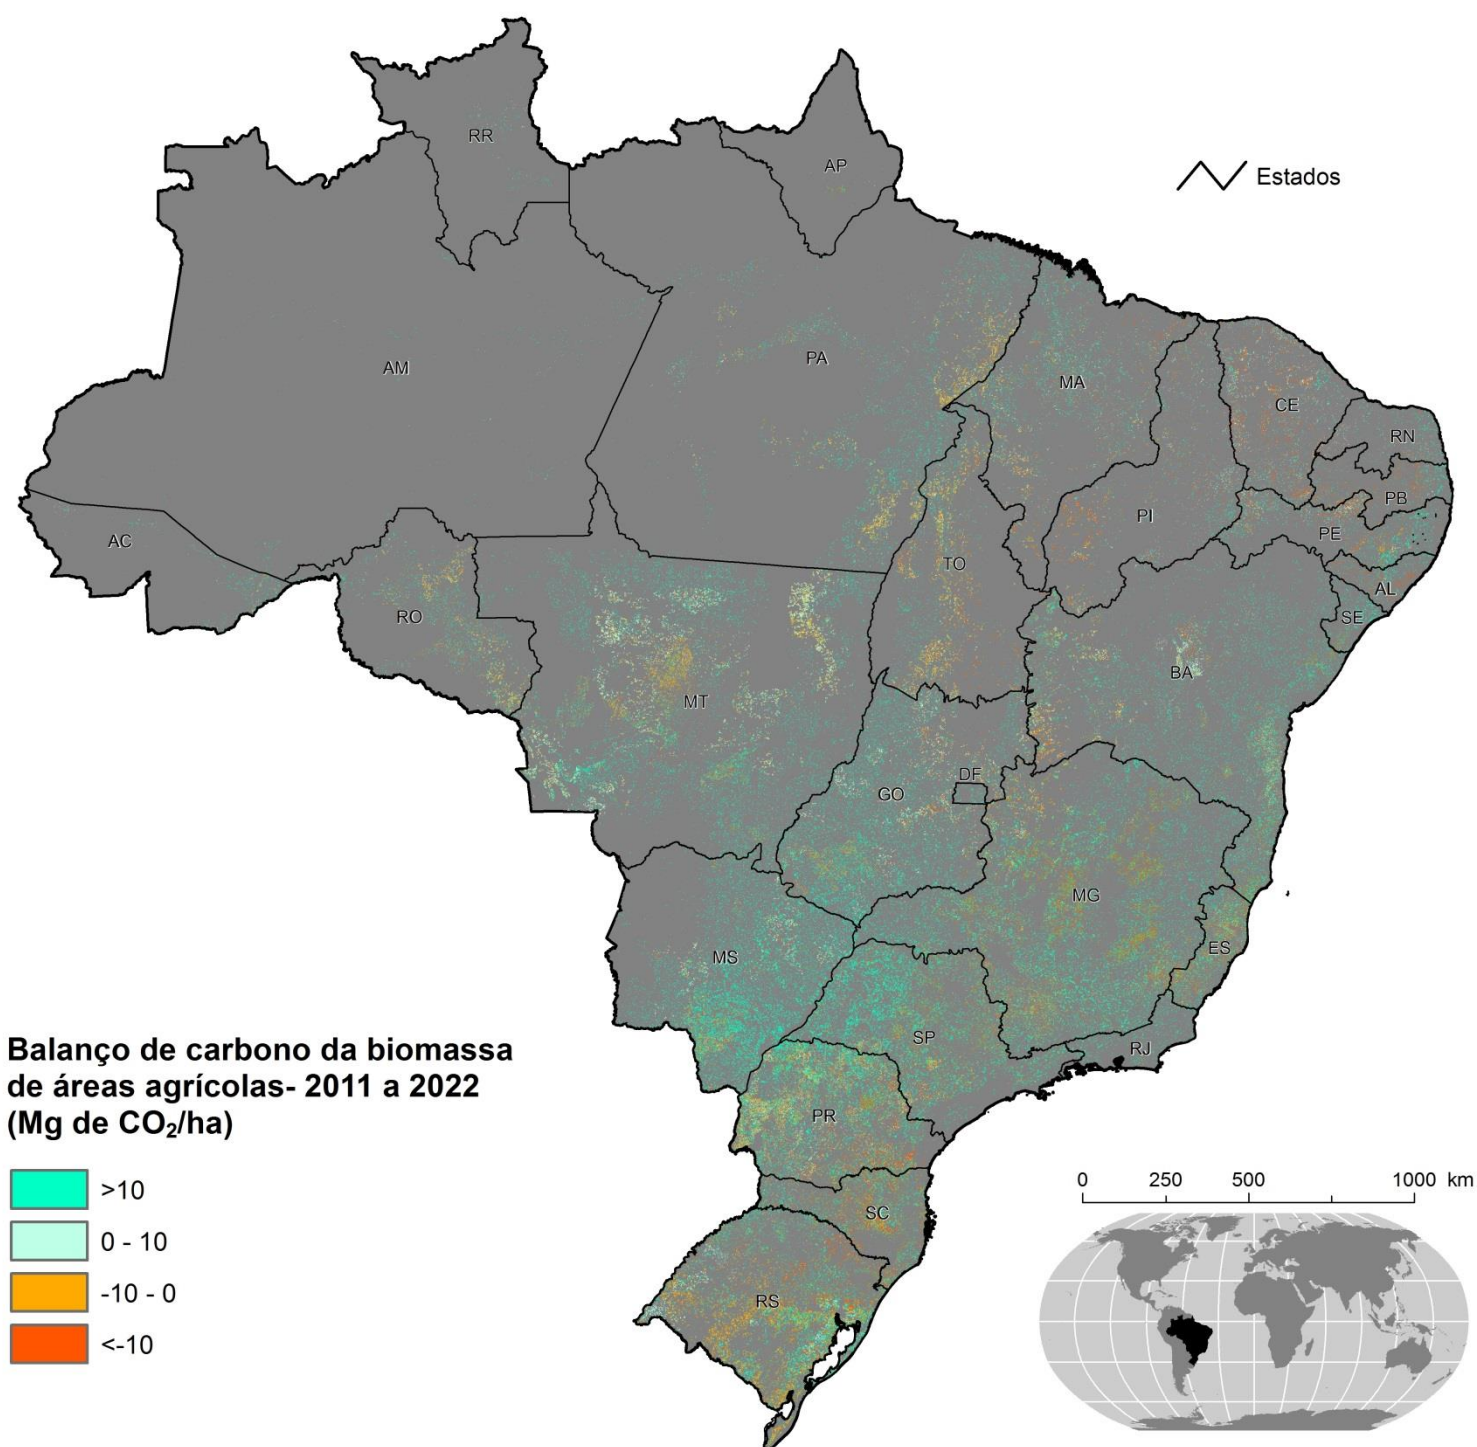 RR
AP
Estados
AM
PA
MA
CE
RN
PB
PI
PE
AC
TO
AL
SE
RO
BA
MT
DF
GO
MG
ES
MS
SP
RJ
PR
SC
RS
Balanço de carbono da biomassa
de áreas agrícolas- 2011 a 2022
(Mg de CO₂/ha)
>10
0 - 10
-10 - 0
<-10
0 250 500 1000 km